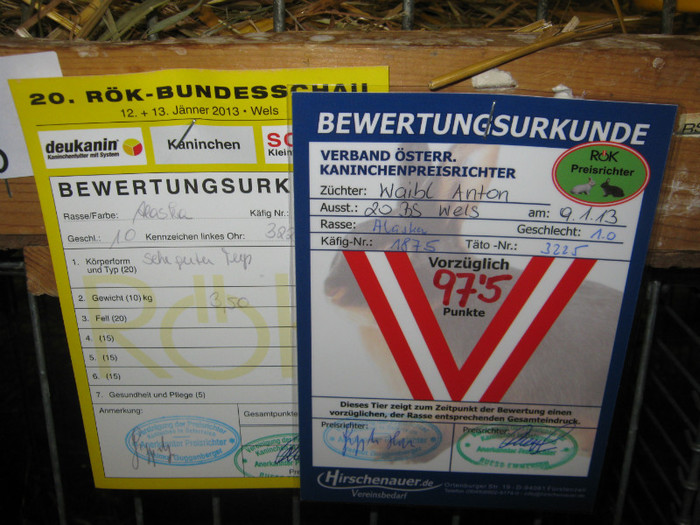 20. RÖK-BUNDESSCHAU
12. + 13. Jänner 2013 • Wels
deukanin
Kaninchenfutter mit System
Kaninchen
BEWERTUNGSURK
Rasse/Farbe: Alaska
Käfig Nr.:
Geschl.: 1.0 Kennzeichen linkes Ohr:
1. Körperform und Typ (20) sehr guter Typ
2. Gewicht (10) kg 3,50
3. Fell (20)
4. (15)
5. (15)
6. (15)
7. Gesundheit und Pflege (5)
Anmerkung:
Gesamtpunkte
BEWERTUNGSURKUNDE
VERBAND ÖSTERR.
KANINCHENPREISRICHTER
RÖK
Preisrichter
Züchter: Waibl Anton
Ausst.: 20 BS Wels am: 9.1.13
Rasse: Alaska Geschlecht: 1.0
Käfig-Nr.: 1875 Täto-Nr.: 3225
Vorzüglich
97'5
Punkte
Dieses Tier zeigt zum Zeitpunkt der Bewertung einen
vorzüglichen, der Rasse entsprechenden Gesamteindruck.
Preisrichter:
Preisrichter
Hirschenauer.de
Vereinsbedarf